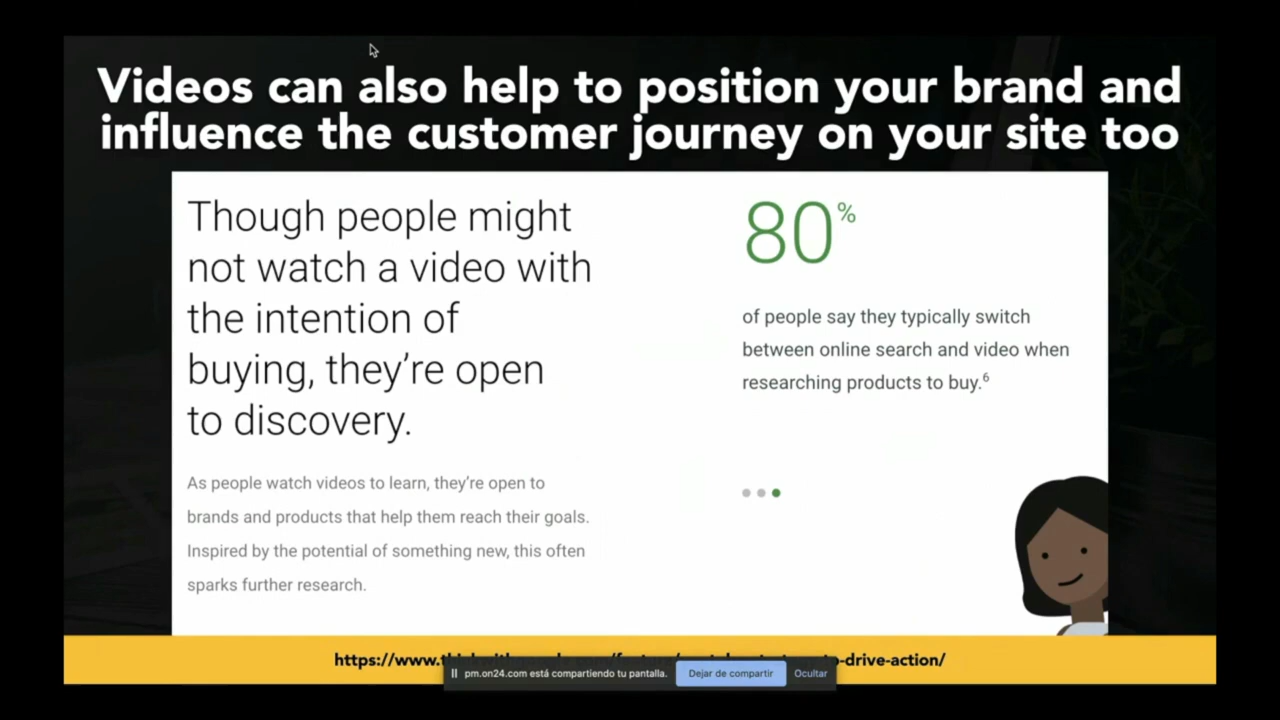 Videos can also help to position your brand and
influence the customer journey on your site too
Though people might
not watch a video with
the intention of
buying, they're open
to discovery.
As people watch videos to learn, they're open to
brands and products that help them reach their goals.
Inspired by the potential of something new, this often
sparks further research.
80%
of people say they typically switch
between online search and video when
researching products to buy.6
https://www. -drive-action/
pm.on24.com está compartiendo tu pantalla. Dejar de compartir Ocultar